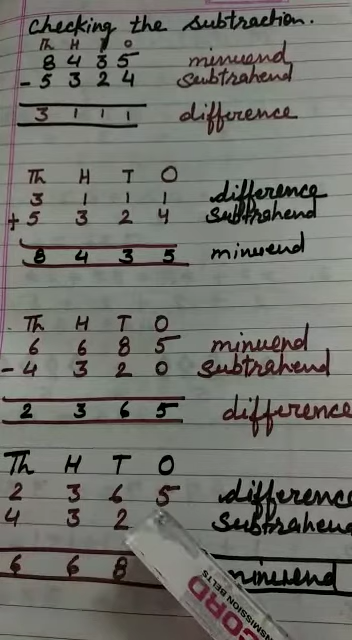 Checking the subtraction.
Th H T O
8 4 3 5 minuend
- 5 3 2 4 subtrahend
3 1 1 1 difference
Th H T O
3 1 1 1 difference
+ 5 3 2 4 subtrahend
8 4 3 5 minuend
Th H T O
6 6 8 5 minuend
- 4 3 2 0 subtrahend
2 3 6 5 difference
Th H T O
2 3 6 5 difference
4 3 2 subtrahend
6 6 8 minuend
CORD
NSMISSION BELTS